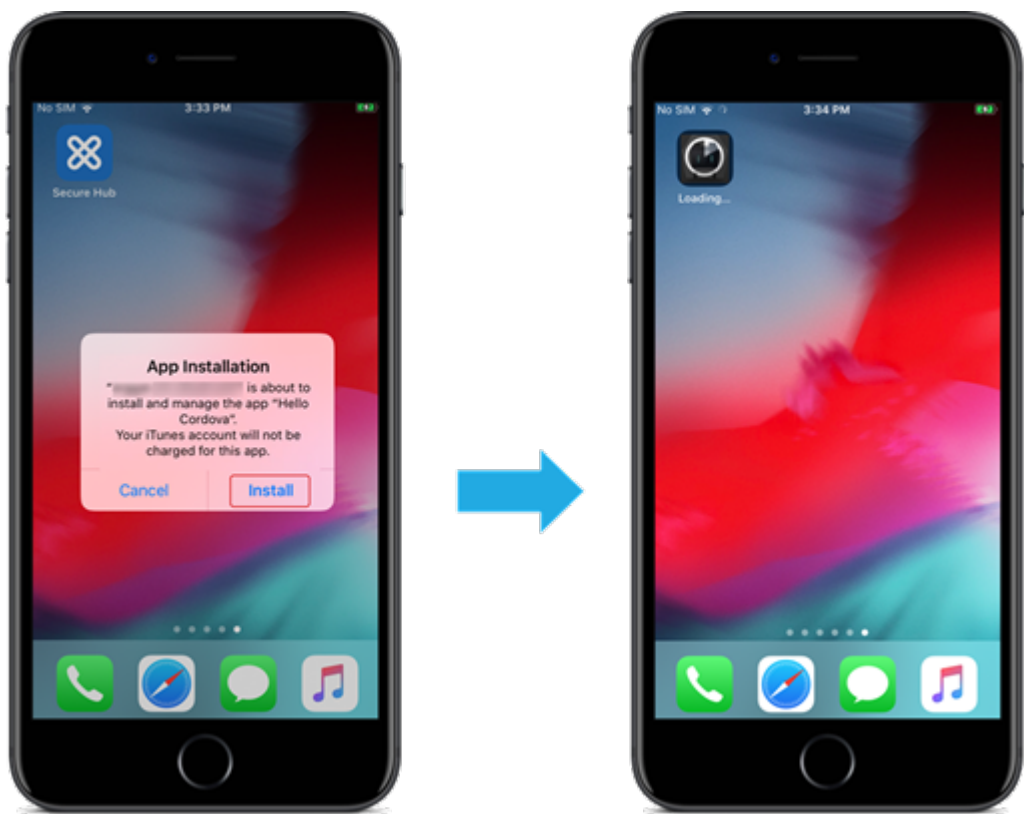 No SIM 3:33 PM
Secure Hub
App Installation
" is about to
install and manage the app "Hello
Cordova".
Your iTunes account will not be
charged for this app.
Cancel Install
No SIM 3:34 PM
Loading...